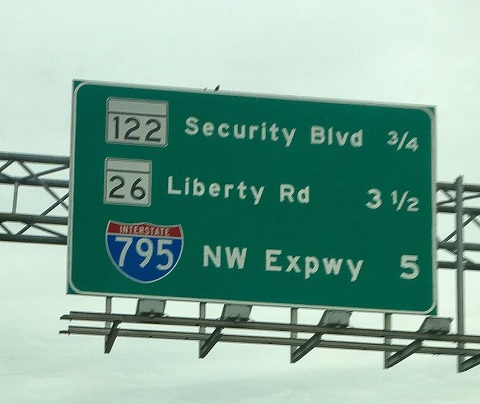 122 Security Blvd 3/4
26 Liberty Rd 3 1/2
INTERSTATE
795 NW Expwy 5